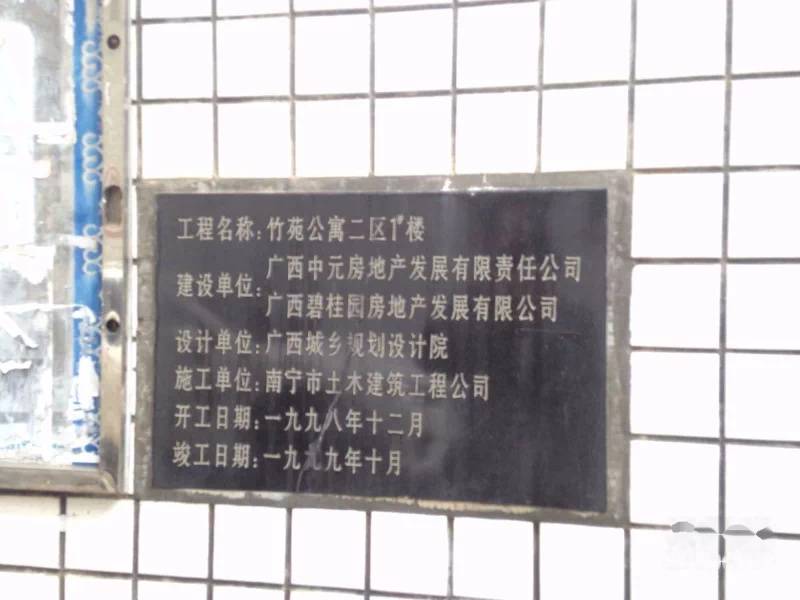 工程名称:竹苑公寓二区1#楼
建设单位:广西中元房地产发展有限责任公司
广西碧桂园房地产发展有限公司
设计单位:广西城乡规划设计院
施工单位:南宁市土木建筑工程公司
开工日期:一九九八年十二月
竣工日期:一九九九年十月